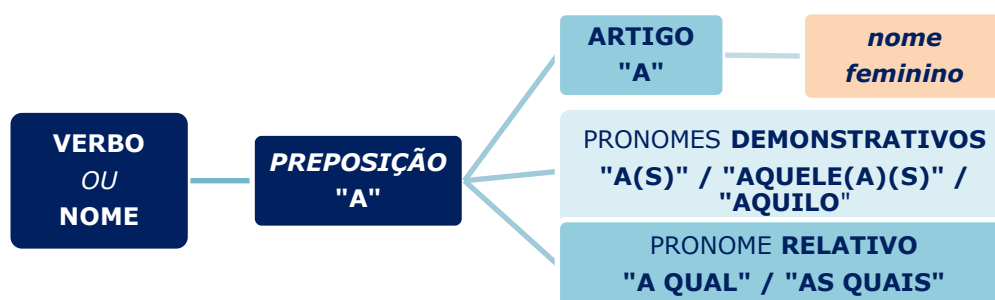 VERBO
OU
NOME
PREPOSIÇÃO
"A"
ARTIGO
"A"
nome
feminino
PRONOMES DEMONSTRATIVOS
"A(S)" / "AQUELE(A)(S)" /
"AQUILO"
PRONOME RELATIVO
"A QUAL" / "AS QUAIS"